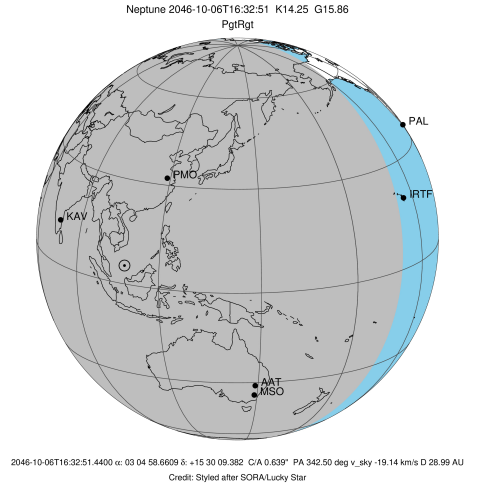 Neptune 2046-10-06T16:32:51  K14.25  G15.86
PgtRgt
PAL
PMO
IRTF
KAV
AAT
MSO
2046-10-06T16:32:51.4400 α: 03 04 58.6609 δ: +15 30 09.382  C/A 0.639"  PA 342.50 deg v_sky -19.14 km/s D 28.99 AU
Credit: Styled after SORA/Lucky Star